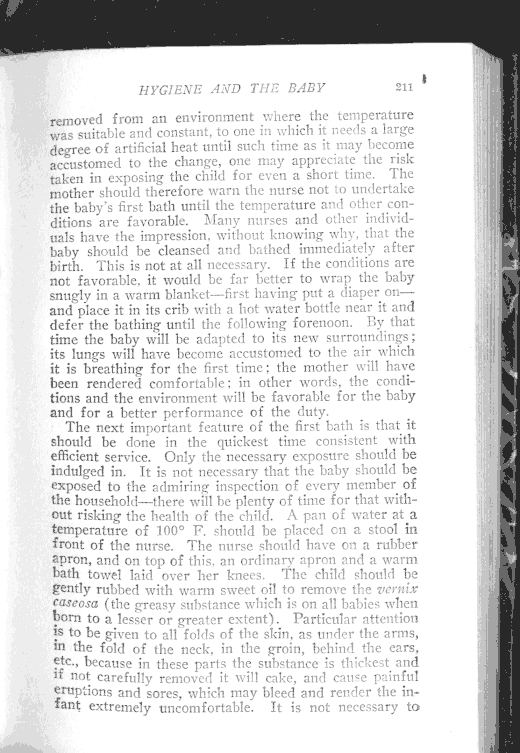 HYGIENE AND THE BABY 211
removed from an environment where the temperature
was suitable and constant, to one in which it needs a large
degree of artificial heat until such time as it may become
accustomed to the change, one may appreciate the risk
taken in exposing the child for even a short time. The
mother should therefore warn the nurse not to undertake
the baby's first bath until the temperature and other con-
ditions are favorable. Many nurses and other individ-
uals have the impression, without knowing why, that the
baby should be cleansed and bathed immediately after
birth. This is not at all necessary. If the conditions are
not favorable, it would be far better to wrap the baby
snugly in a warm blanket—first having put a diaper on—
and place it in its crib with a hot water bottle near it and
defer the bathing until the following forenoon. By that
time the baby will be adapted to its new surroundings;
its lungs will have become accustomed to the air which
it is breathing for the first time; the mother will have
been rendered comfortable; in other words, the condi-
tions and the environment will be favorable for the baby
and for a better performance of the duty.
The next important feature of the first bath is that it
should be done in the quickest time consistent with
efficient service. Only the necessary exposure should be
indulged in. It is not necessary that the baby should be
exposed to the admiring inspection of every member of
the household—there will be plenty of time for that with-
out risking the health of the child. A pan of water at a
temperature of 100° F. should be placed on a stool in
front of the nurse. The nurse should have on a rubber
apron, and on top of this, an ordinary apron and a warm
bath towel laid over her knees. The child should be
gently rubbed with warm sweet oil to remove the vernix
caseosa (the greasy substance which is on all babies when
born to a lesser or greater extent). Particular attention
is to be given to all folds of the skin, as under the arms,
in the fold of the neck, in the groin, behind the ears,
etc., because in these parts the substance is thickest and
if not carefully removed it will cake, and cause painful
eruptions and sores, which may bleed and render the in-
fant extremely uncomfortable. It is not necessary to